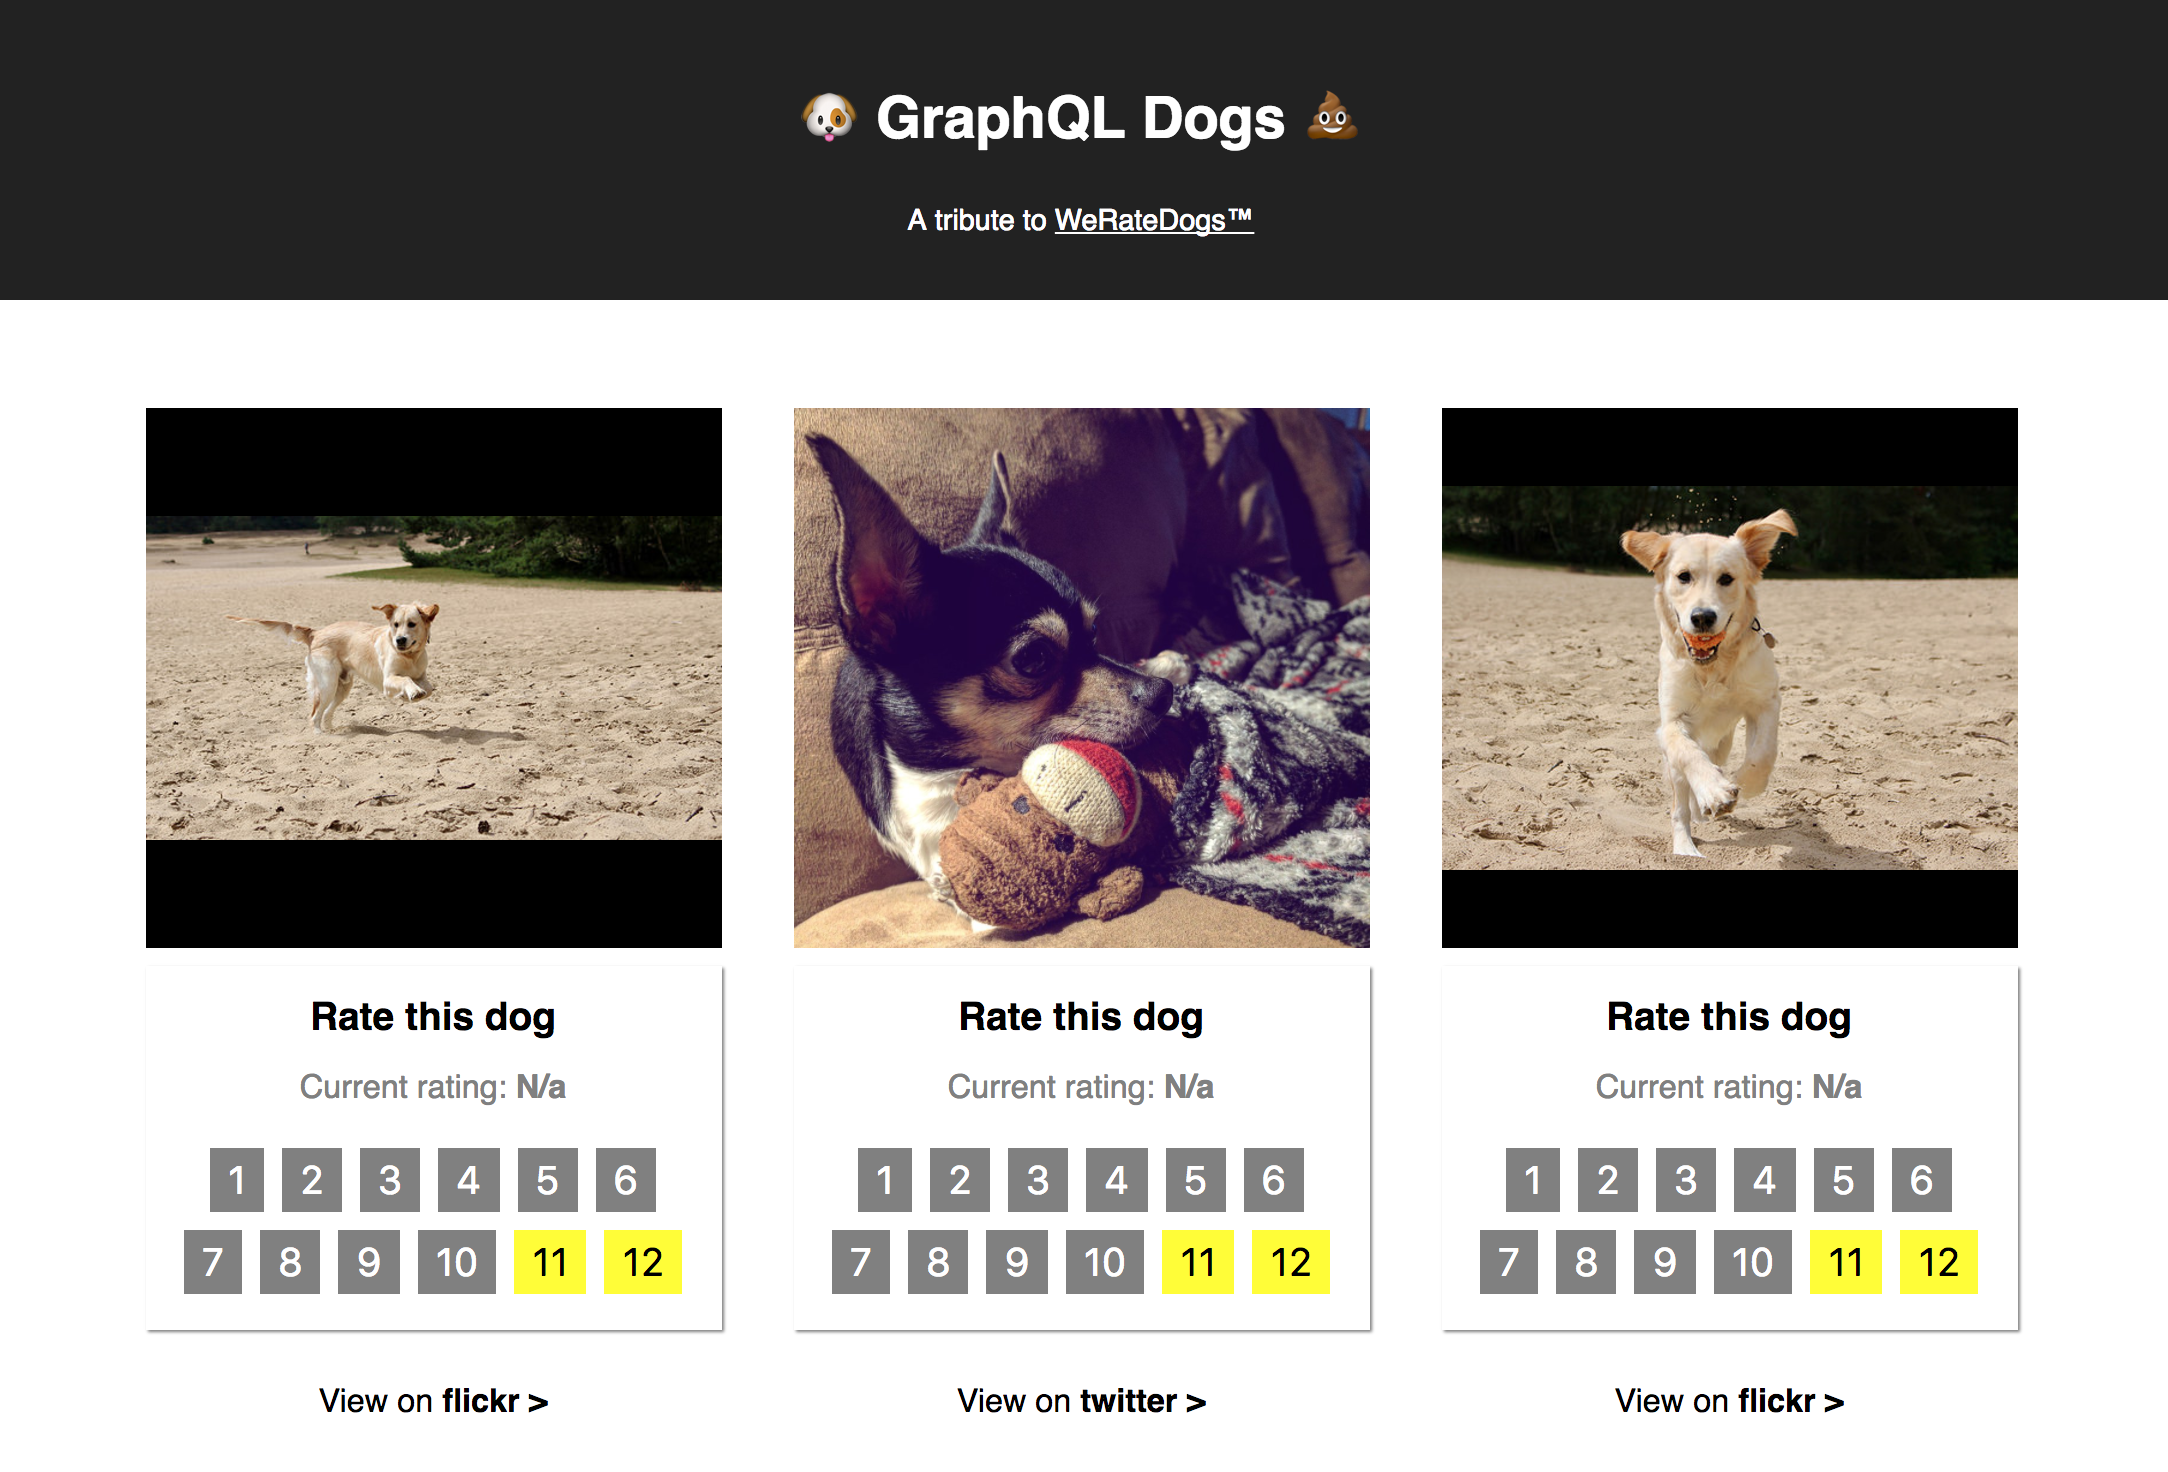 🐶 GraphQL Dogs 💩
A tribute to WeRateDogs™
Rate this dog
Current rating: N/a
1 2 3 4 5 6
7 8 9 10 11 12
View on flickr >
Rate this dog
Current rating: N/a
1 2 3 4 5 6
7 8 9 10 11 12
View on twitter >
Rate this dog
Current rating: N/a
1 2 3 4 5 6
7 8 9 10 11 12
View on flickr >